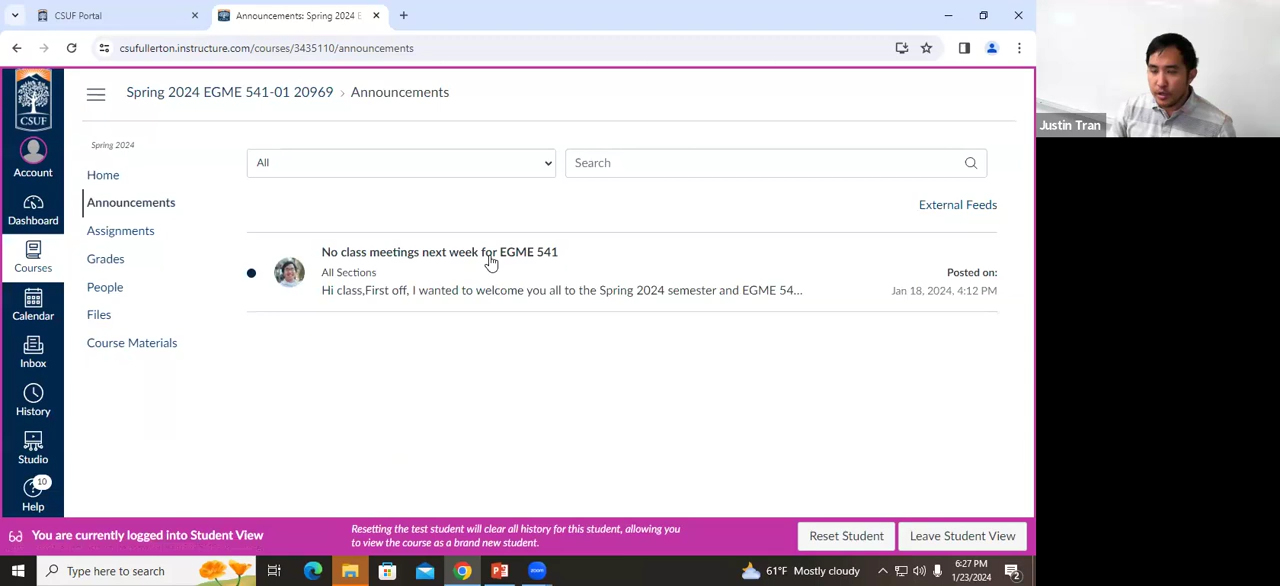 CSUF Portal
Announcements: Spring 2024 E
csufullerton.instructure.com/courses/3435110/announcements
CSUF
Account
Dashboard
Courses
Calendar
Inbox
History
Studio
10
Help
Spring 2024 EGME 541-01 20969 › Announcements
Spring 2024
Home
Announcements
Assignments
Grades
People
Files
Course Materials
All
Search
External Feeds
No class meetings next week for EGME 541
All Sections
Posted on:
Hi class,First off, I wanted to welcome you all to the Spring 2024 semester and EGME 54...
Jan 18, 2024, 4:12 PM
You are currently logged into Student View
Resetting the test student will clear all history for this student, allowing you
to view the course as a brand new student.
Reset Student
Leave Student View
Type here to search
zoom
61°F Mostly cloudy
6:27 PM
1/23/2024
2
Justin Tran